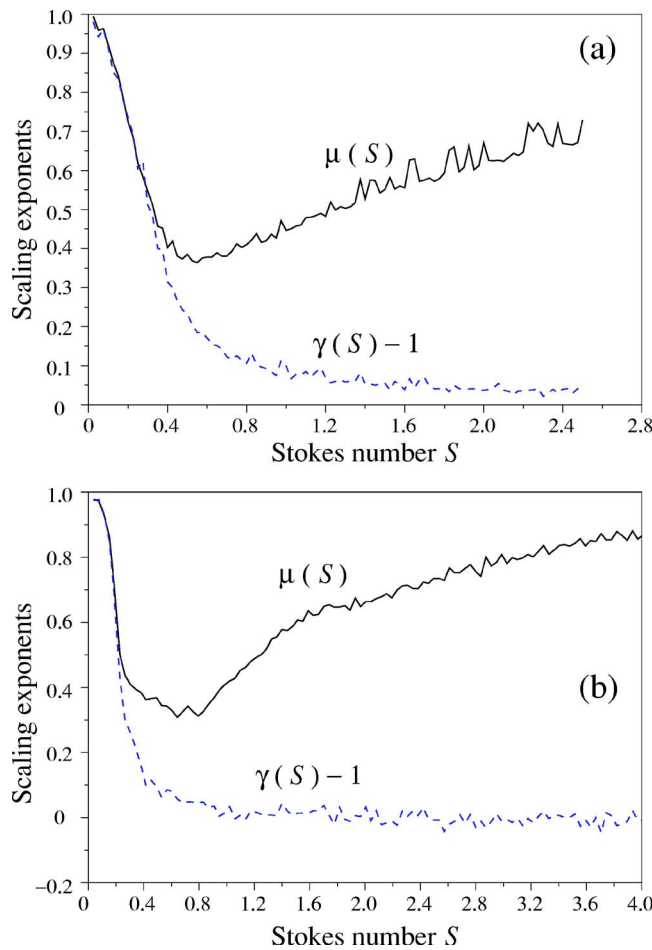 1.0
(a)
0.9
0.8
0.7
μ(S)
0.6
0.5
0.4
0.3
0.2
γ(S) – 1
0.1
0
0 0.4 0.8 1.2 1.6 2.0 2.4 2.8
Stokes number S
Scaling exponents
1.0
0.8
μ(S)
0.6
0.4
(b)
0.2
γ(S) – 1
0
–0.2
0 0.4 0.8 1.2 1.6 2.0 2.4 2.8 3.2 3.6 4.0
Stokes number S
Scaling exponents